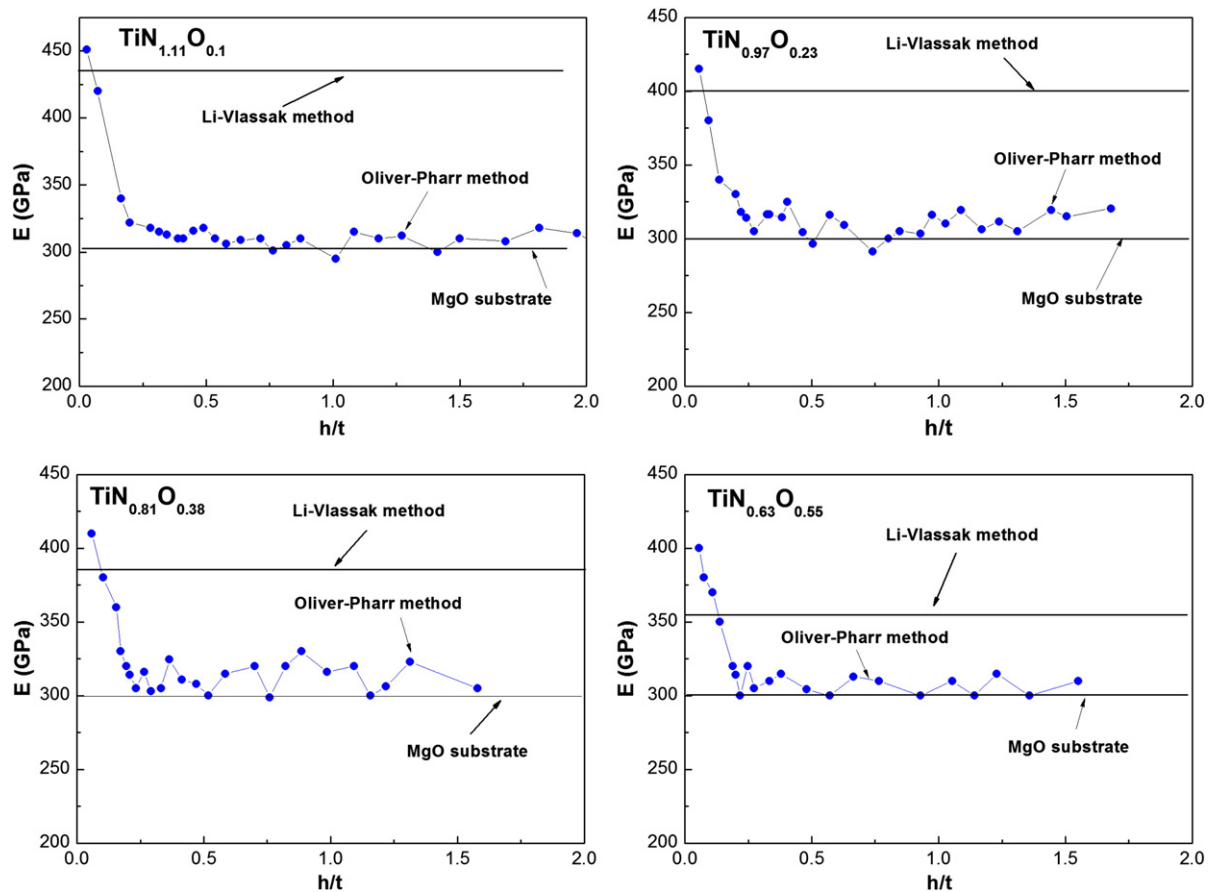 TiN1.11O0.1
Li-Vlassak method
Oliver-Pharr method
MgO substrate
E (GPa)
450
400
350
300
250
200
0.0 0.5 1.0 1.5 2.0
h/t
TiN0.97O0.23
Li-Vlassak method
Oliver-Pharr method
MgO substrate
E (GPa)
450
400
350
300
250
200
0.0 0.5 1.0 1.5 2.0
h/t
TiN0.81O0.38
Li-Vlassak method
Oliver-Pharr method
MgO substrate
E (GPa)
450
400
350
300
250
200
0.0 0.5 1.0 1.5 2.0
h/t
TiN0.63O0.55
Li-Vlassak method
Oliver-Pharr method
MgO substrate
E (GPa)
450
400
350
300
250
200
0.0 0.5 1.0 1.5 2.0
h/t